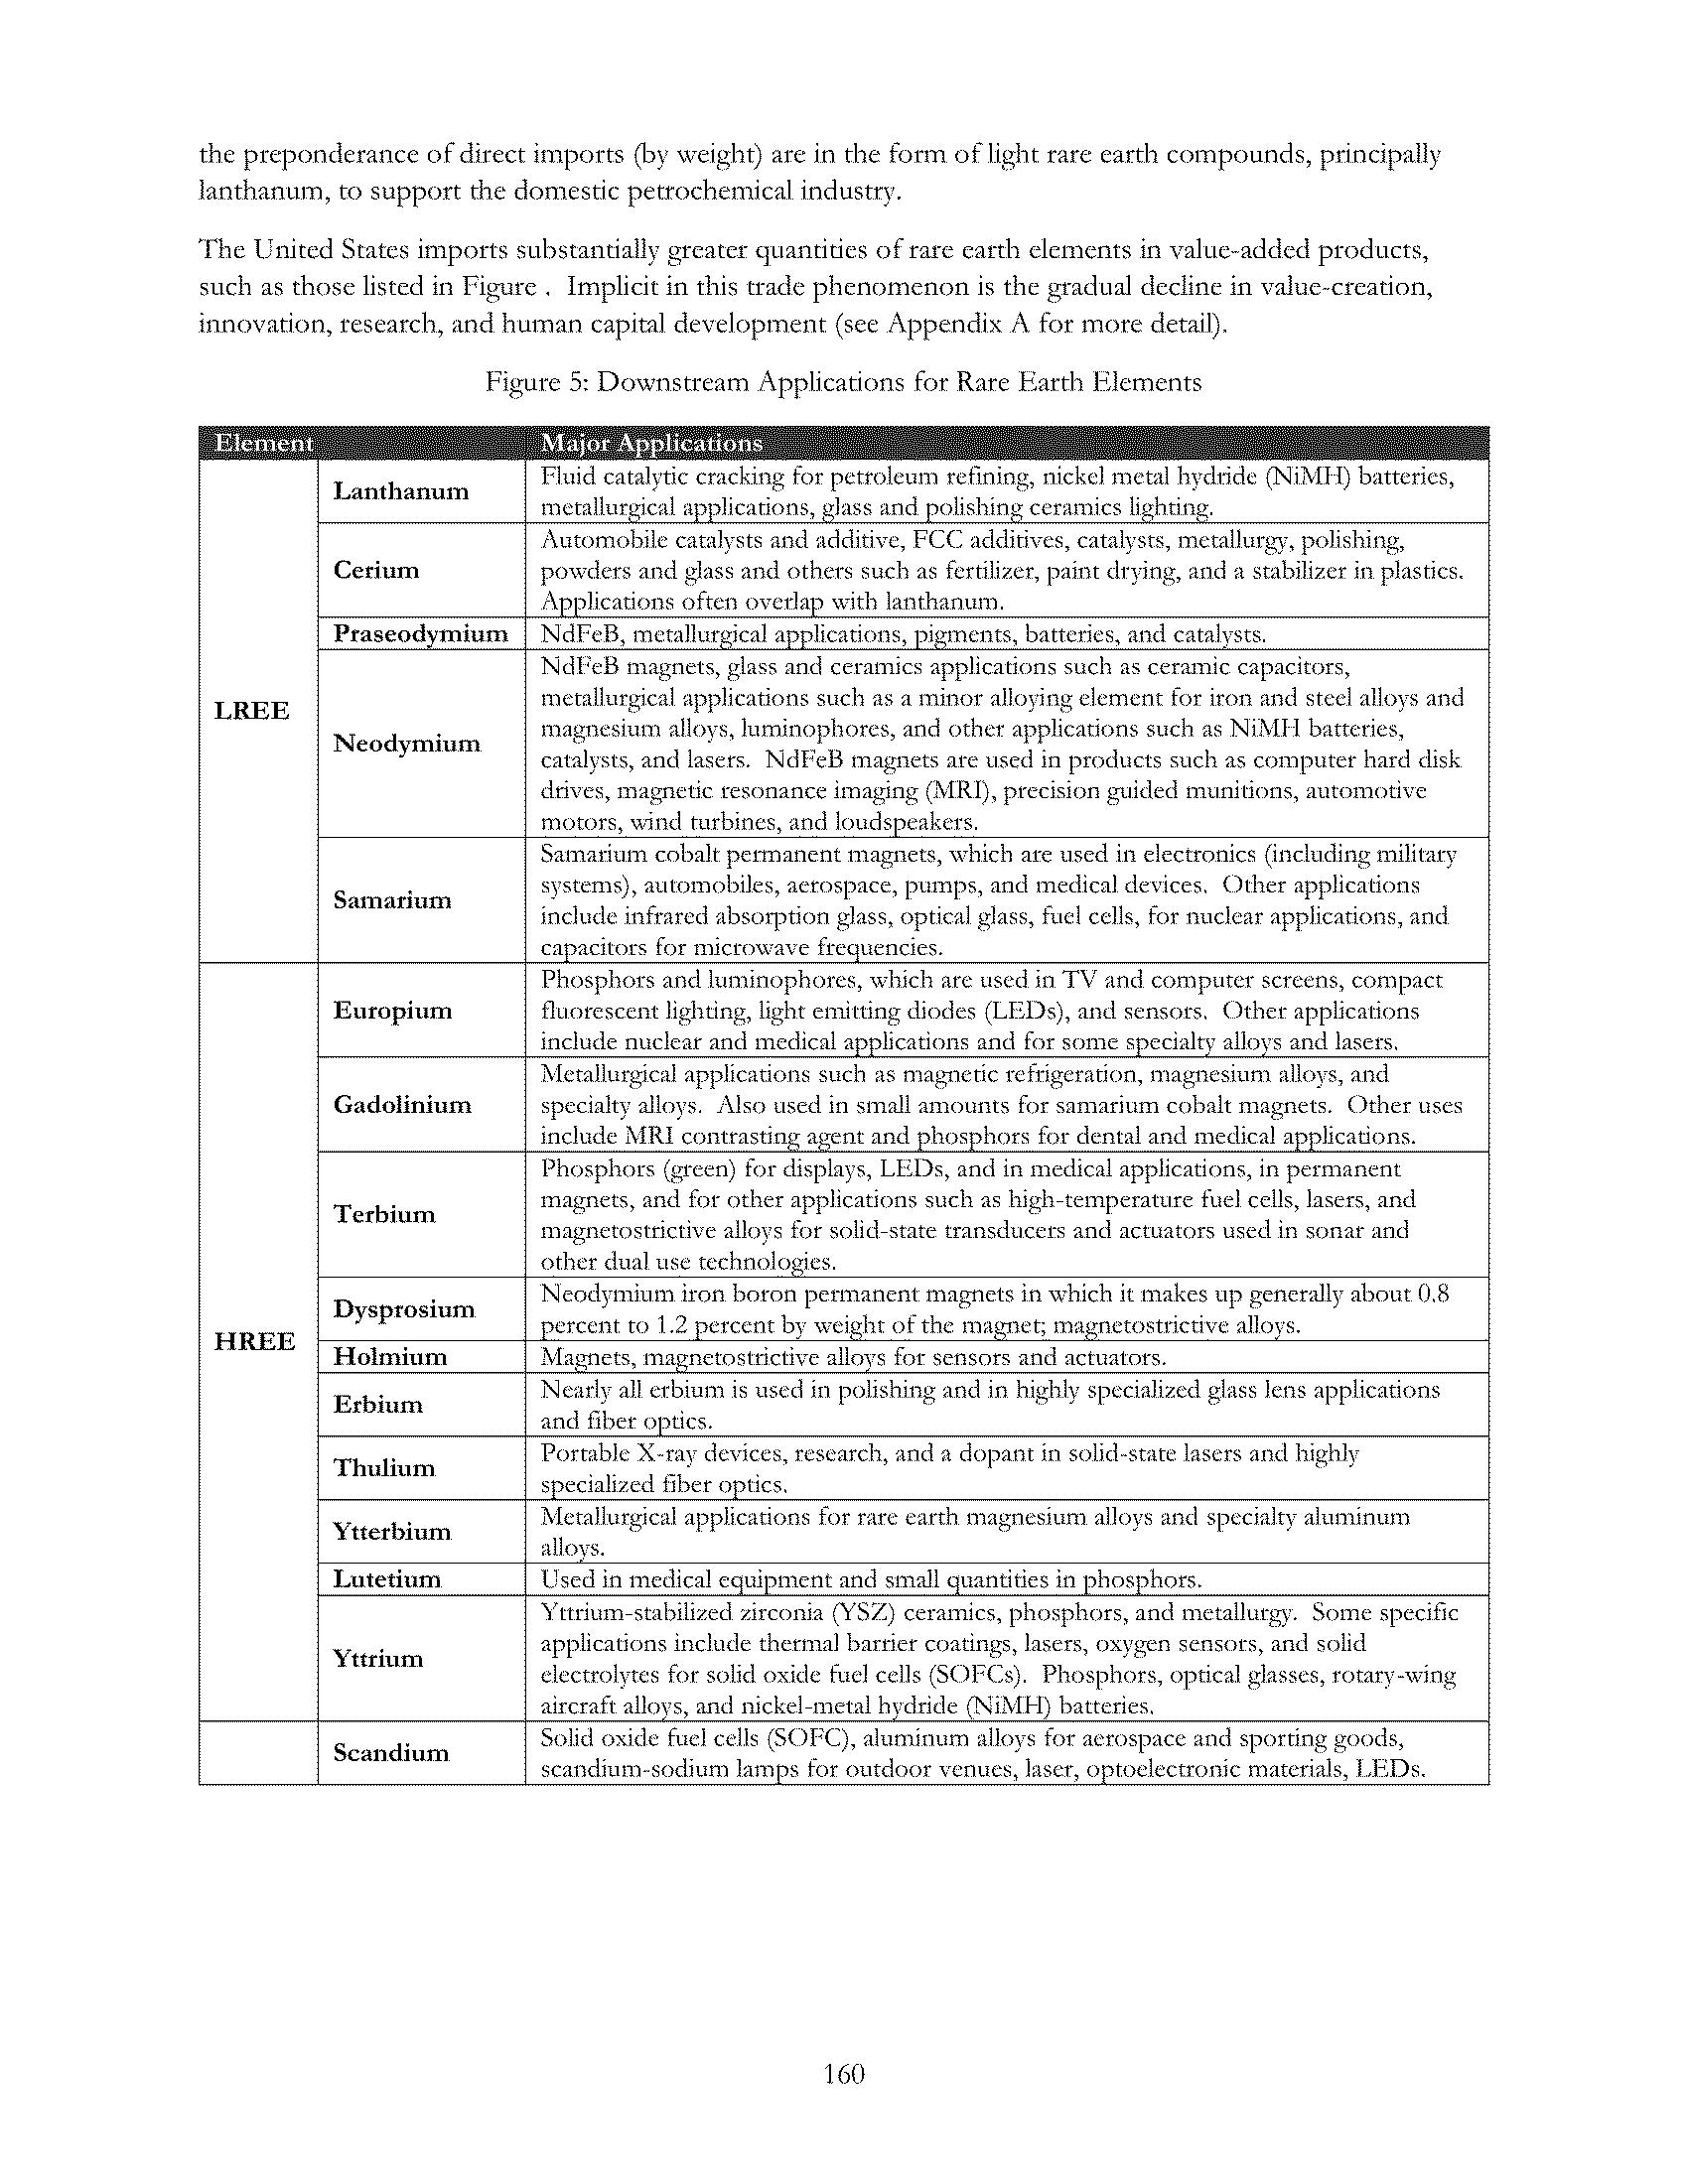 the preponderance of direct imports (by weight) are in the form of light rare earth compounds, principally
lanthanum, to support the domestic petrochemical industry.
The United States imports substantially greater quantities of rare earth elements in value-added products,
such as those listed in Figure .  Implicit in this trade phenomenon is the gradual decline in value-creation,
innovation, research, and human capital development (see Appendix A for more detail).
Figure 5: Downstream Applications for Rare Earth Elements
Element Major Applications
LREE
Lanthanum
Fluid catalytic cracking for petroleum refining, nickel metal hydride (NiMH) batteries,
metallurgical applications, glass and polishing ceramics lighting.
Cerium
Automobile catalysts and additive, FCC additives, catalysts, metallurgy, polishing,
powders and glass and others such as fertilizer, paint drying, and a stabilizer in plastics.
Applications often overlap with lanthanum.
Praseodymium
NdFeB, metallurgical applications, pigments, batteries, and catalysts.
Neodymium
NdFeB magnets, glass and ceramics applications such as ceramic capacitors,
metallurgical applications such as a minor alloying element for iron and steel alloys and
magnesium alloys, luminophores, and other applications such as NiMH batteries,
catalysts, and lasers.  NdFeB magnets are used in products such as computer hard disk
drives, magnetic resonance imaging (MRI), precision guided munitions, automotive
motors, wind turbines, and loudspeakers.
Samarium
Samarium cobalt permanent magnets, which are used in electronics (including military
systems), automobiles, aerospace, pumps, and medical devices.  Other applications
include infrared absorption glass, optical glass, fuel cells, for nuclear applications, and
capacitors for microwave frequencies.
HREE
Europium
Phosphors and luminophores, which are used in TV and computer screens, compact
fluorescent lighting, light emitting diodes (LEDs), and sensors.  Other applications
include nuclear and medical applications and for some specialty alloys and lasers.
Gadolinium
Metallurgical applications such as magnetic refrigeration, magnesium alloys, and
specialty alloys.  Also used in small amounts for samarium cobalt magnets.  Other uses
include MRI contrasting agent and phosphors for dental and medical applications.
Terbium
Phosphors (green) for displays, LEDs, and in medical applications, in permanent
magnets, and for other applications such as high-temperature fuel cells, lasers, and
magnetostrictive alloys for solid-state transducers and actuators used in sonar and
other dual use technologies.
Dysprosium
Neodymium iron boron permanent magnets in which it makes up generally about 0.8
percent to 1.2 percent by weight of the magnet; magnetostrictive alloys.
Holmium
Magnets, magnetostrictive alloys for sensors and actuators.
Erbium
Nearly all erbium is used in polishing and in highly specialized glass lens applications
and fiber optics.
Thulium
Portable X-ray devices, research, and a dopant in solid-state lasers and highly
specialized fiber optics.
Ytterbium
Metallurgical applications for rare earth magnesium alloys and specialty aluminum
alloys.
Lutetium
Used in medical equipment and small quantities in phosphors.
Yttrium
Yttrium-stabilized zirconia (YSZ) ceramics, phosphors, and metallurgy.  Some specific
applications include thermal barrier coatings, lasers, oxygen sensors, and solid
electrolytes for solid oxide fuel cells (SOFCs).  Phosphors, optical glasses, rotary-wing
aircraft alloys, and nickel-metal hydride (NiMH) batteries.
Scandium
Solid oxide fuel cells (SOFC), aluminum alloys for aerospace and sporting goods,
scandium-sodium lamps for outdoor venues, laser, optoelectronic materials, LEDs.
160